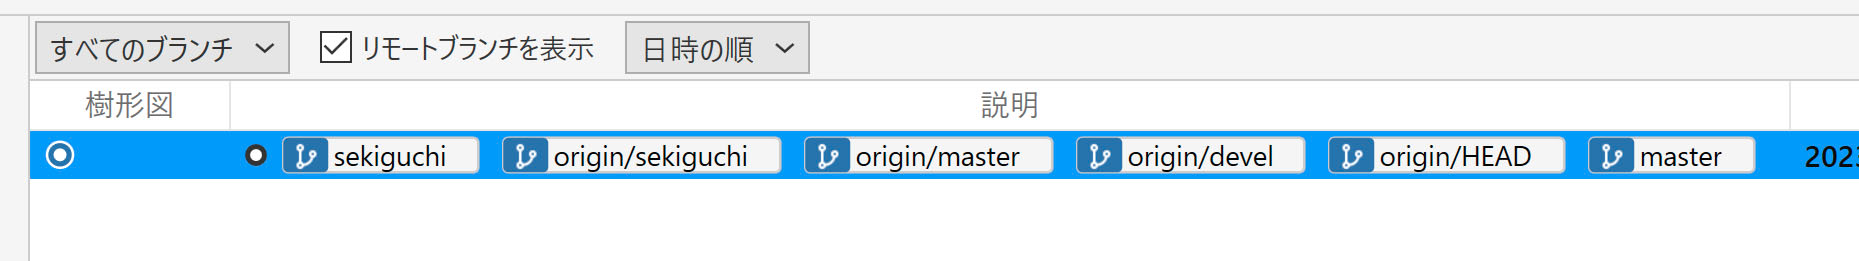 すべてのブランチ リモートブランチを表示 日時の順
樹形図 説明
sekiguchi origin/sekiguchi origin/master origin/devel origin/HEAD master 2023